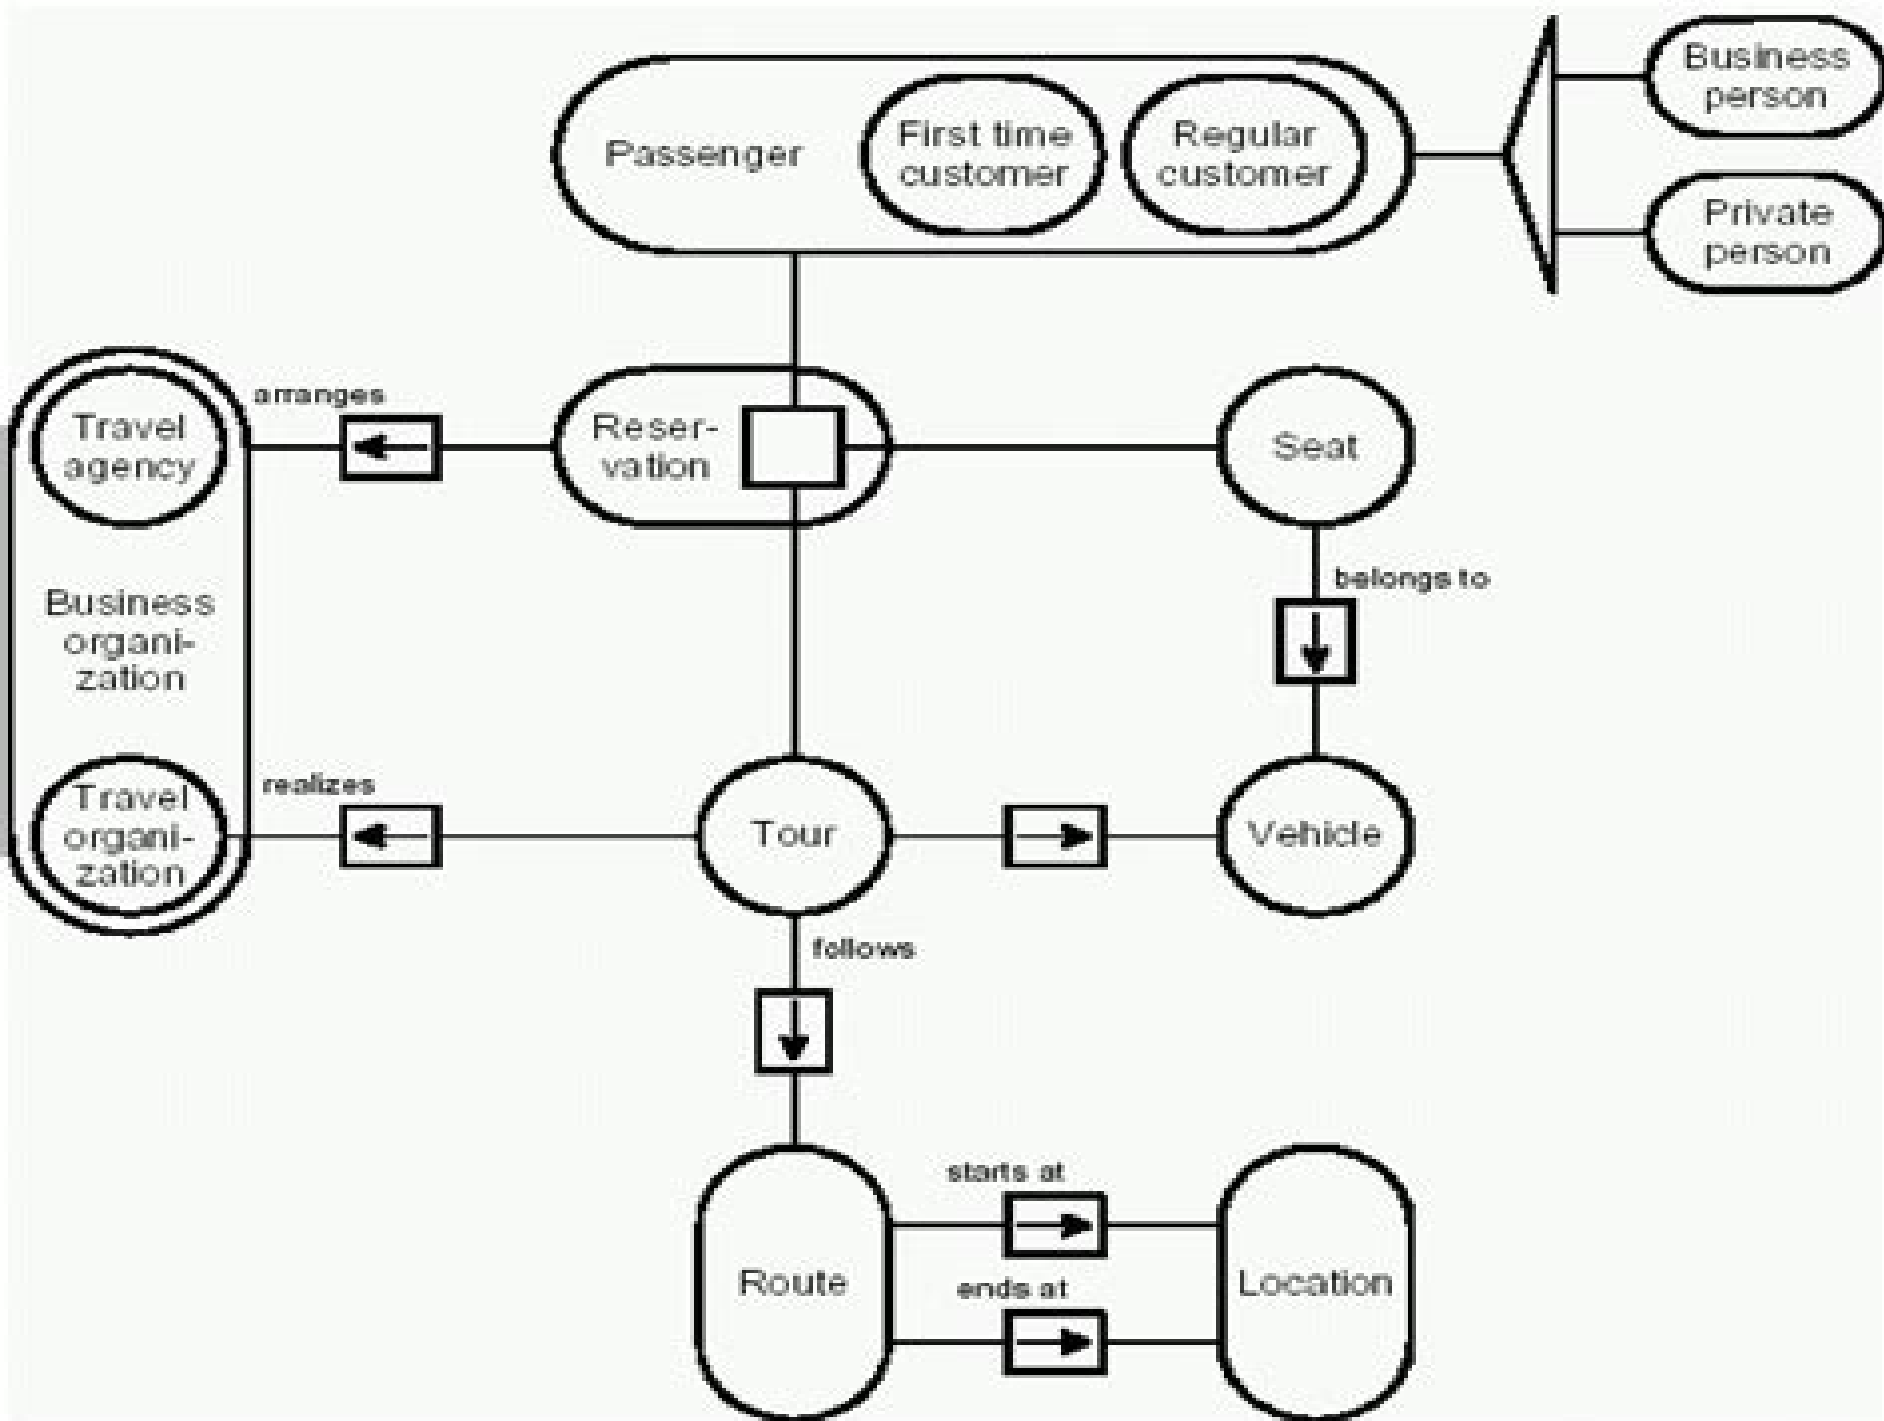 Business
person
Passenger
First time
customer
Regular
customer
Private
person
arranges
Travel
agency
Reser-
vation
Seat
belongs to
Business
organi-
zation
realizes
Travel
organi-
zation
Tour
Vehicle
follows
starts at
Route
Location
ends at